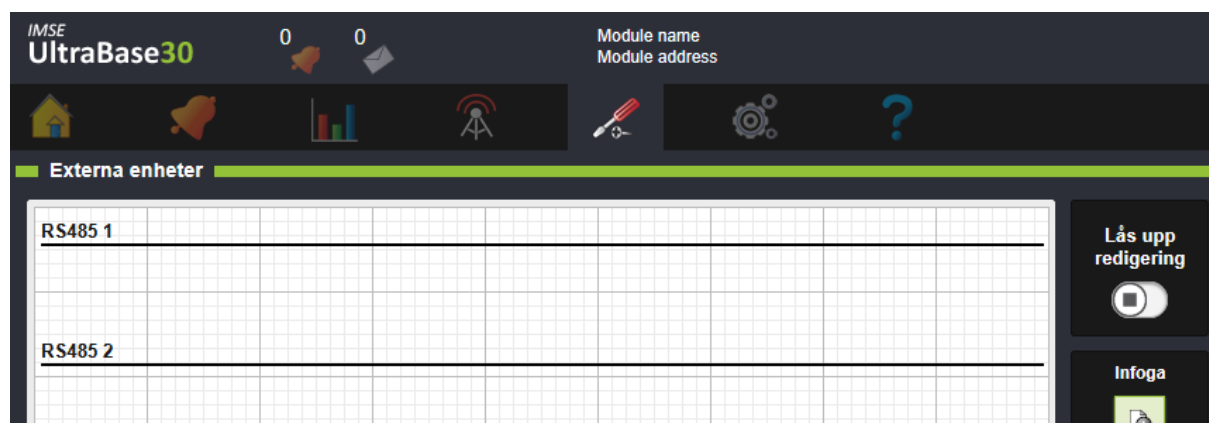 IMSE
UltraBase30
0
0
Module name
Module address
?
Externa enheter
RS485 1
Lås upp
redigering
RS485 2
Infoga